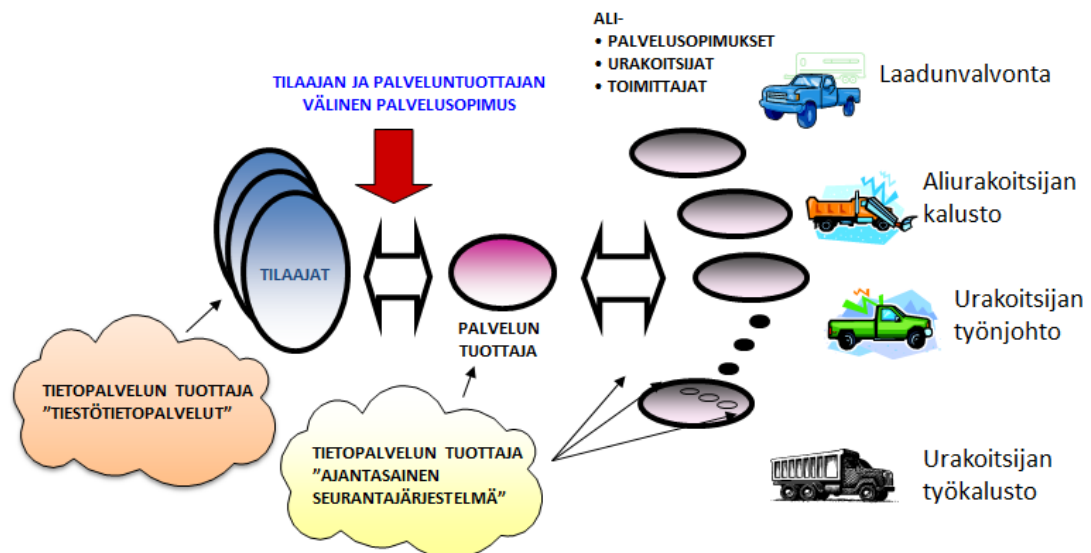 ALI-
• PALVELUSOPIMUKSET
• URAKOITSIJAT
• TOIMITTAJAT
Laadunvalvonta
TILAAJAN JA PALVELUNTUOTTAJAN
VÄLINEN PALVELUSOPIMUS
Aliurakoitsijan
kalusto
TILAAJAT
PALVELUN
TUOTTAJA
Urakoitsijan
työnjohto
TIETOPALVELUN TUOTTAJA
"TIESTÖTIETOPALVELUT"
TIETOPALVELUN TUOTTAJA
"AJANTASAINEN
SEURANTAJÄRJESTELMÄ"
Urakoitsijan
työkalusto